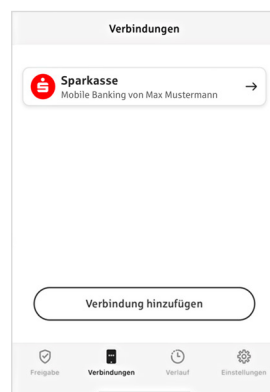 Verbindungen
Sparkasse
Mobile Banking von Max Mustermann
Verbindung hinzufügen
Freigabe Verbindungen Verlauf Einstellungen